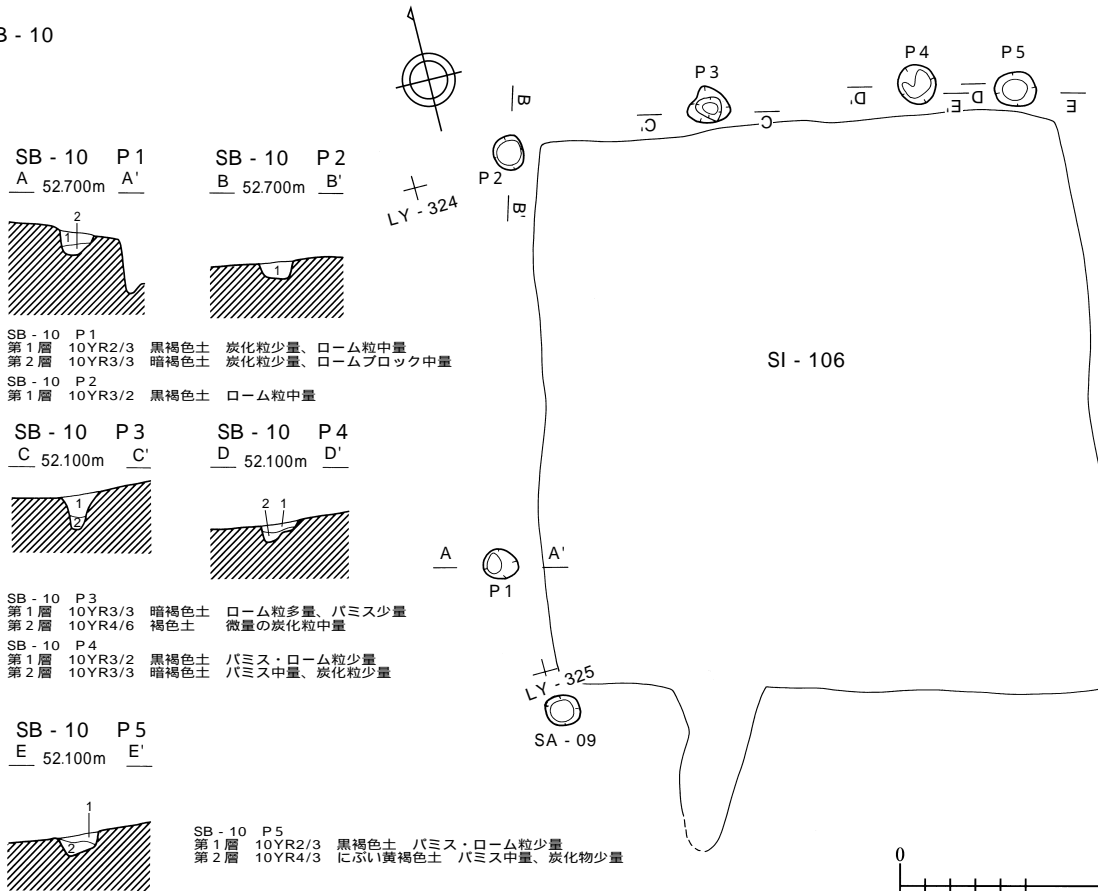 B - 10
SB - 10 P 1
A 52.700m A'
2
1
SB - 10 P 2
B 52.700m B'
1
SB - 10 P 1
第1層 10YR2/3 黒褐色土 炭化粒少量、ローム粒中量
第2層 10YR3/3 暗褐色土 炭化粒少量、ロームブロック中量
SB - 10 P 2
第1層 10YR3/2 黒褐色土 ローム粒中量
SB - 10 P 3
C 52.100m C'
1
2
SB - 10 P 4
D 52.100m D'
2 1
SB - 10 P 3
第1層 10YR3/3 暗褐色土 ローム粒多量、パミス少量
第2層 10YR4/6 褐色土 微量の炭化粒中量
SB - 10 P 4
第1層 10YR3/2 黒褐色土 パミス・ローム粒少量
第2層 10YR3/3 暗褐色土 パミス中量、炭化粒少量
SB - 10 P 5
E 52.100m E'
1
2
SB - 10 P 5
第1層 10YR2/3 黒褐色土 パミス・ローム粒少量
第2層 10YR4/3 にぶい黄褐色土 パミス中量、炭化物少量
P 4
P 5
P 3
D'
E'
D
E
B
C'
C
P 2
LY - 324
B'
SI - 106
A
A'
P 1
LY - 325
SA - 09
0